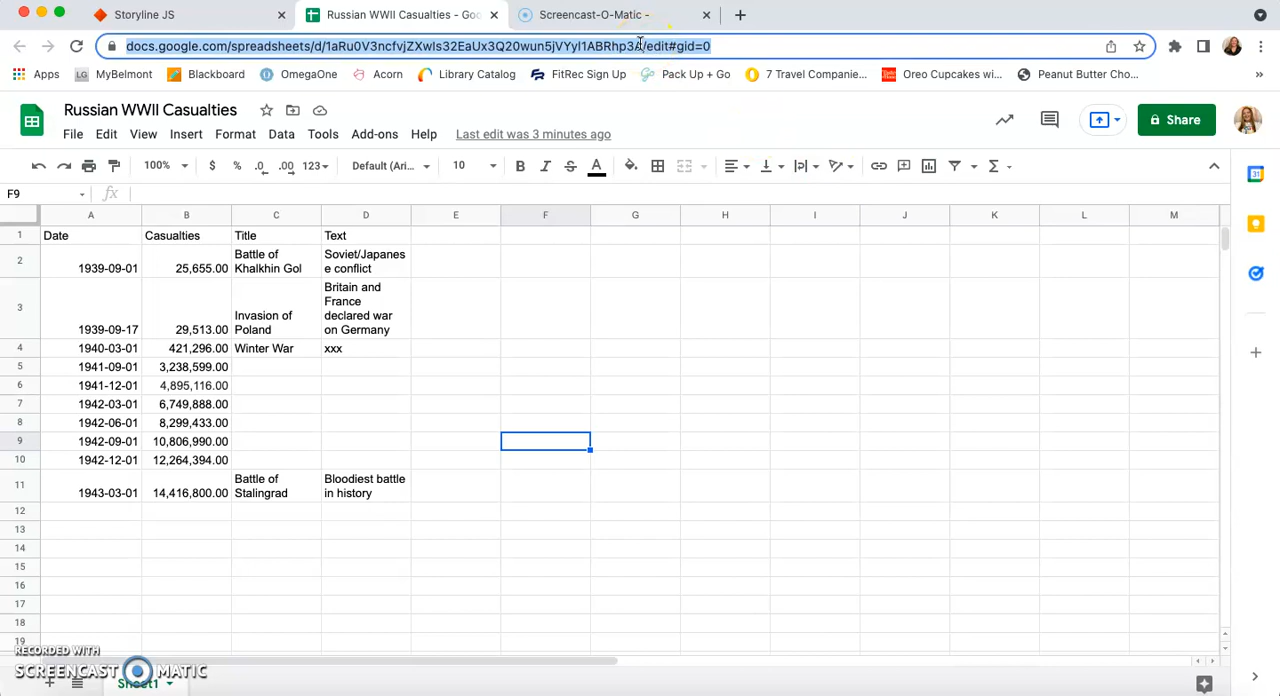 Storyline JS
Russian WWII Casualties - Goo
Screencast-O-Matic -
docs.google.com/spreadsheets/d/1aRu0V3ncfvjZXwIs32EaUx3Q20wun5jVYyI1ABRhp3A/edit#gid=0
Apps
LG MyBelmont
Blackboard
OmegaOne
Acorn
Library Catalog
FitRec Sign Up
Pack Up + Go
7 Travel Companie...
Oreo Cupcakes wi...
Peanut Butter Cho...
»
Russian WWII Casualties
File Edit View Insert Format Data Tools Add-ons Help Last edit was 3 minutes ago
Share
100% $ % .0 .00 123 Default (Ari... 10 B I S A Σ
F9 fx
A B C D E F G H I J K L M
1 Date Casualties Title Text
2 1939-09-01 25,655.00 Battle of
Khalkhin Gol Soviet/Japanes
e conflict
3 1939-09-17 29,513.00 Invasion of
Poland Britain and
France
declared war
on Germany
4 1940-03-01 421,296.00 Winter War xxx
5 1941-09-01 3,238,599.00
6 1941-12-01 4,895,116.00
7 1942-03-01 6,749,888.00
8 1942-06-01 8,299,433.00
9 1942-09-01 10,806,990.00
10 1942-12-01 12,264,394.00
11 1943-03-01 14,416,800.00 Battle of
Stalingrad Bloodiest battle
in history
12
13
14
15
16
17
18
19
RECORDED WITH
SCREENCAST MATIC
Sheet1
31